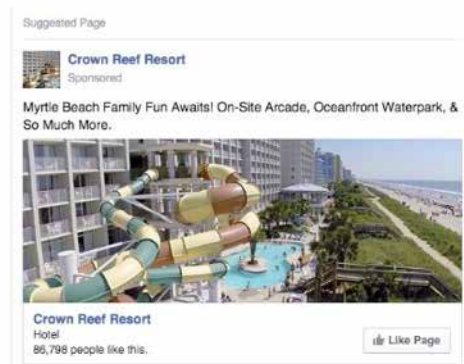 Suggested Page
Crown Reef Resort
Sponsored
Myrtle Beach Family Fun Awaits! On-Site Arcade, Oceanfront Waterpark, &
So Much More.
Crown Reef Resort
Hotel
86,798 people like this.
Like Page